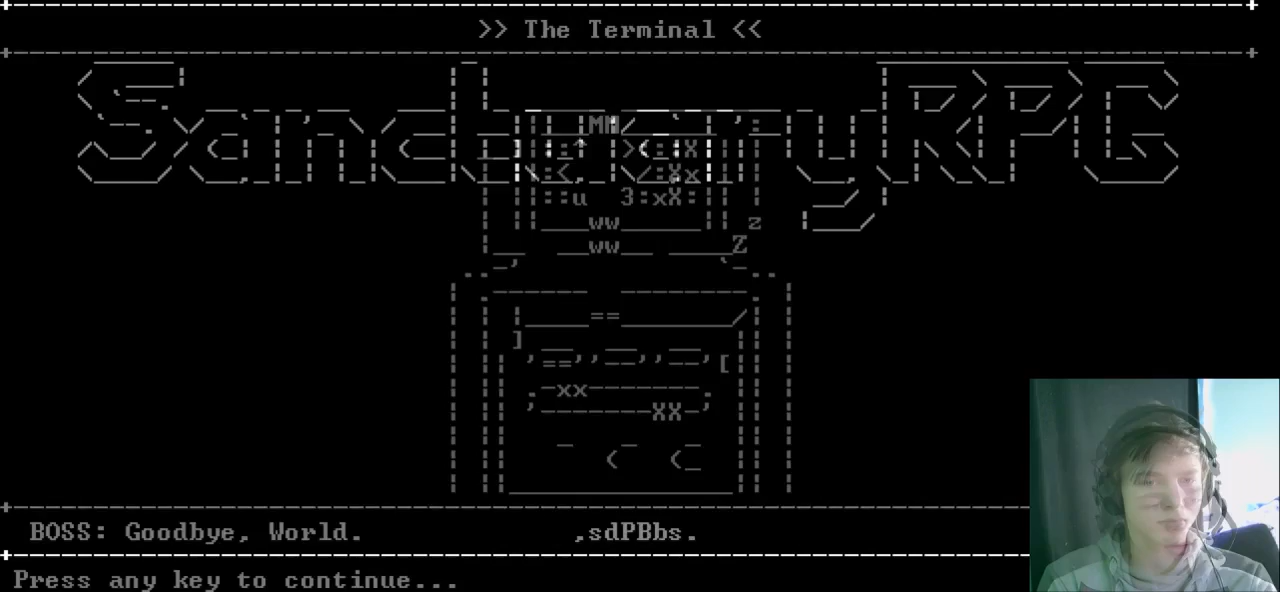 >> The Terminal <<
SanctuaryRPG
BOSS: Goodbye, World.
,sdPBbs.
Press any key to continue...